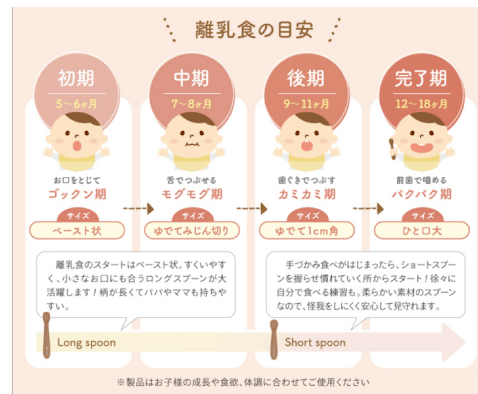 離乳食の目安
初期
5〜6ヶ月
お口をとじて
ゴックン期
サイズ
ペースト状
中期
7〜8ヶ月
舌でつぶせる
モグモグ期
サイズ
ゆでてみじん切り
後期
9〜11ヶ月
歯ぐきでつぶす
カミカミ期
サイズ
ゆでて1cm角
完了期
12〜18ヶ月
前歯で噛める
パクパク期
サイズ
ひと口大
離乳食のスタートはペースト状。すくいやす
く、小さなお口にも合うロングスプーンが大
活躍します！柄が長くてパパやママも持ちや
すい。
手づかみ食べがはじまったら、ショートスプー
ンを握らせ慣れていく所からスタート！徐々に
自分で食べる練習も。柔らかい素材のスプーン
なので、怪我をしにくく安心して見守れます。
Long spoon
Short spoon
※製品はお子様の成長や食欲、体調に合わせてご使用ください